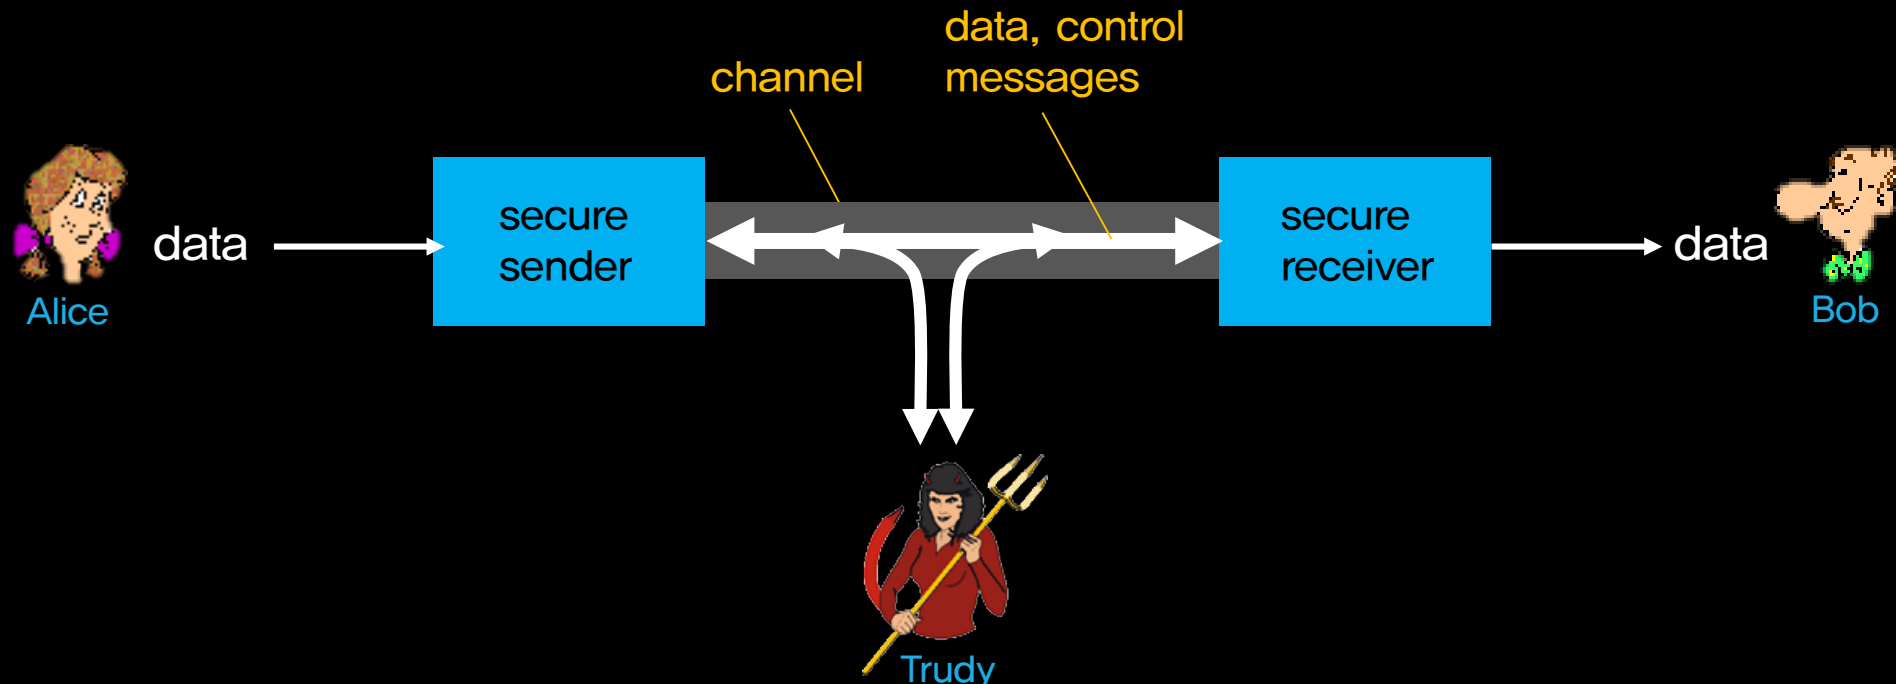 data, control
channel
messages
data
secure
sender
secure
receiver
data
Alice
Bob
Trudy